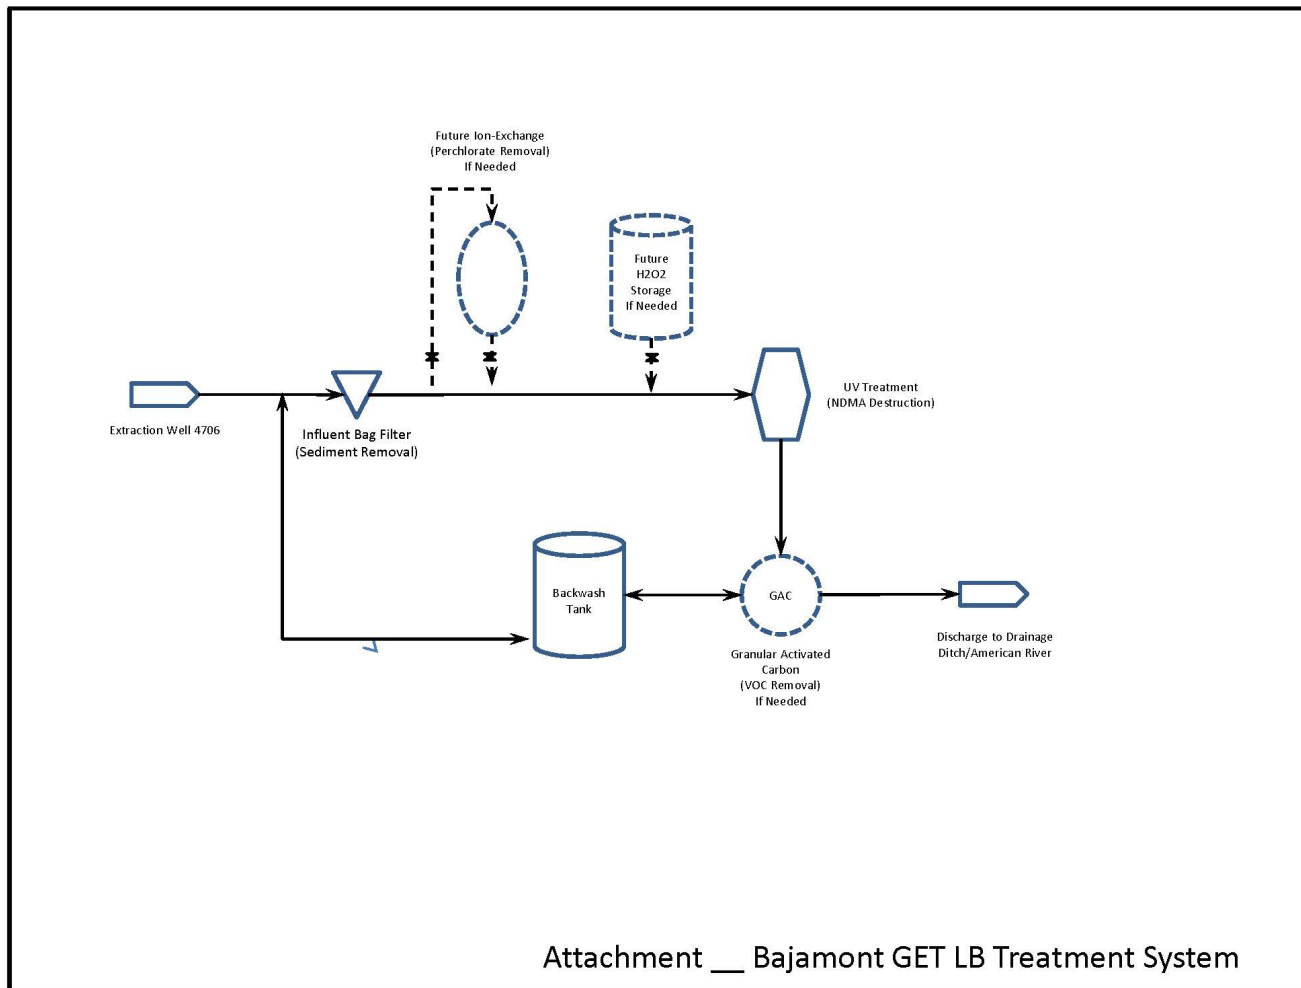 Future Ion-Exchange
(Perchlorate Removal)
If Needed
Future
H2O2
Storage
If Needed
Extraction Well 4706
Influent Bag Filter
(Sediment Removal)
UV Treatment
(NDMA Destruction)
Backwash
Tank
GAC
Granular Activated
Carbon
(VOC Removal)
If Needed
Discharge to Drainage
Ditch/American River
Attachment __ Bajamont GET LB Treatment System